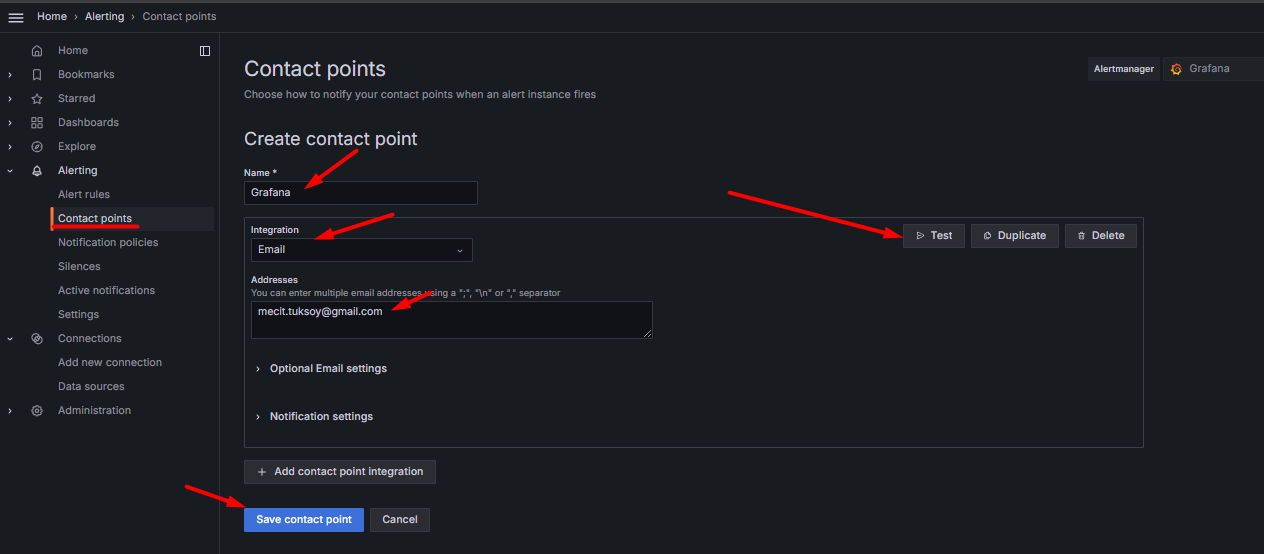 Home › Alerting › Contact points
Home
Bookmarks
Starred
Dashboards
Explore
Alerting
Alert rules
Contact points
Notification policies
Silences
Active notifications
Settings
Connections
Add new connection
Data sources
Administration
Contact points
Alertmanager Grafana
Choose how to notify your contact points when an alert instance fires
Create contact point
Name *
Grafana
Integration
Email
Test Duplicate Delete
Addresses
You can enter multiple email addresses using a ";", "\n" or "," separator
mecit.tuksoy@gmail.com
Optional Email settings
Notification settings
+ Add contact point integration
Save contact point Cancel